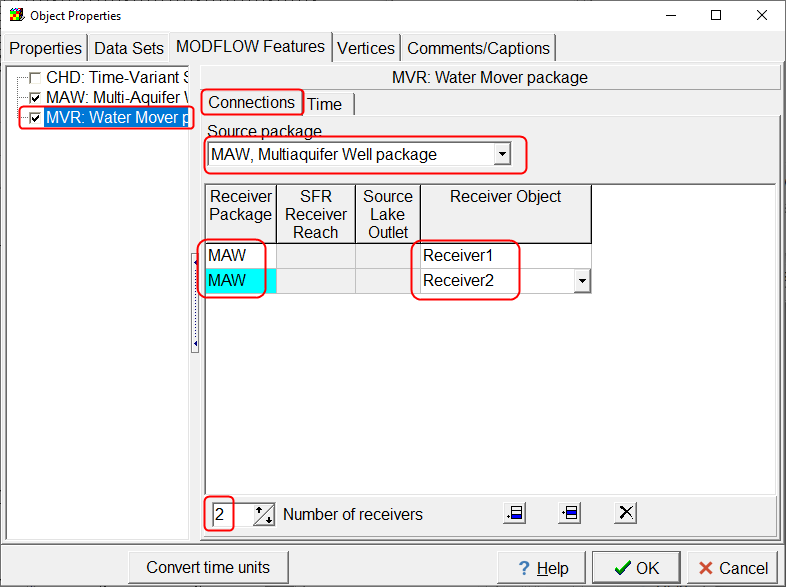 Object Properties
Properties
Data Sets
MODFLOW Features
Vertices
Comments/Captions
CHD: Time-Variant S
MAW: Multi-Aquifer W
MVR: Water Mover p
MVR: Water Mover package
Connections
Time
Source package
MAW, Multiaquifer Well package
Receiver Package
SFR Receiver Reach
Source Lake Outlet
Receiver Object
MAW
Receiver1
MAW
Receiver2
2
Number of receivers
Convert time units
? Help
OK
Cancel